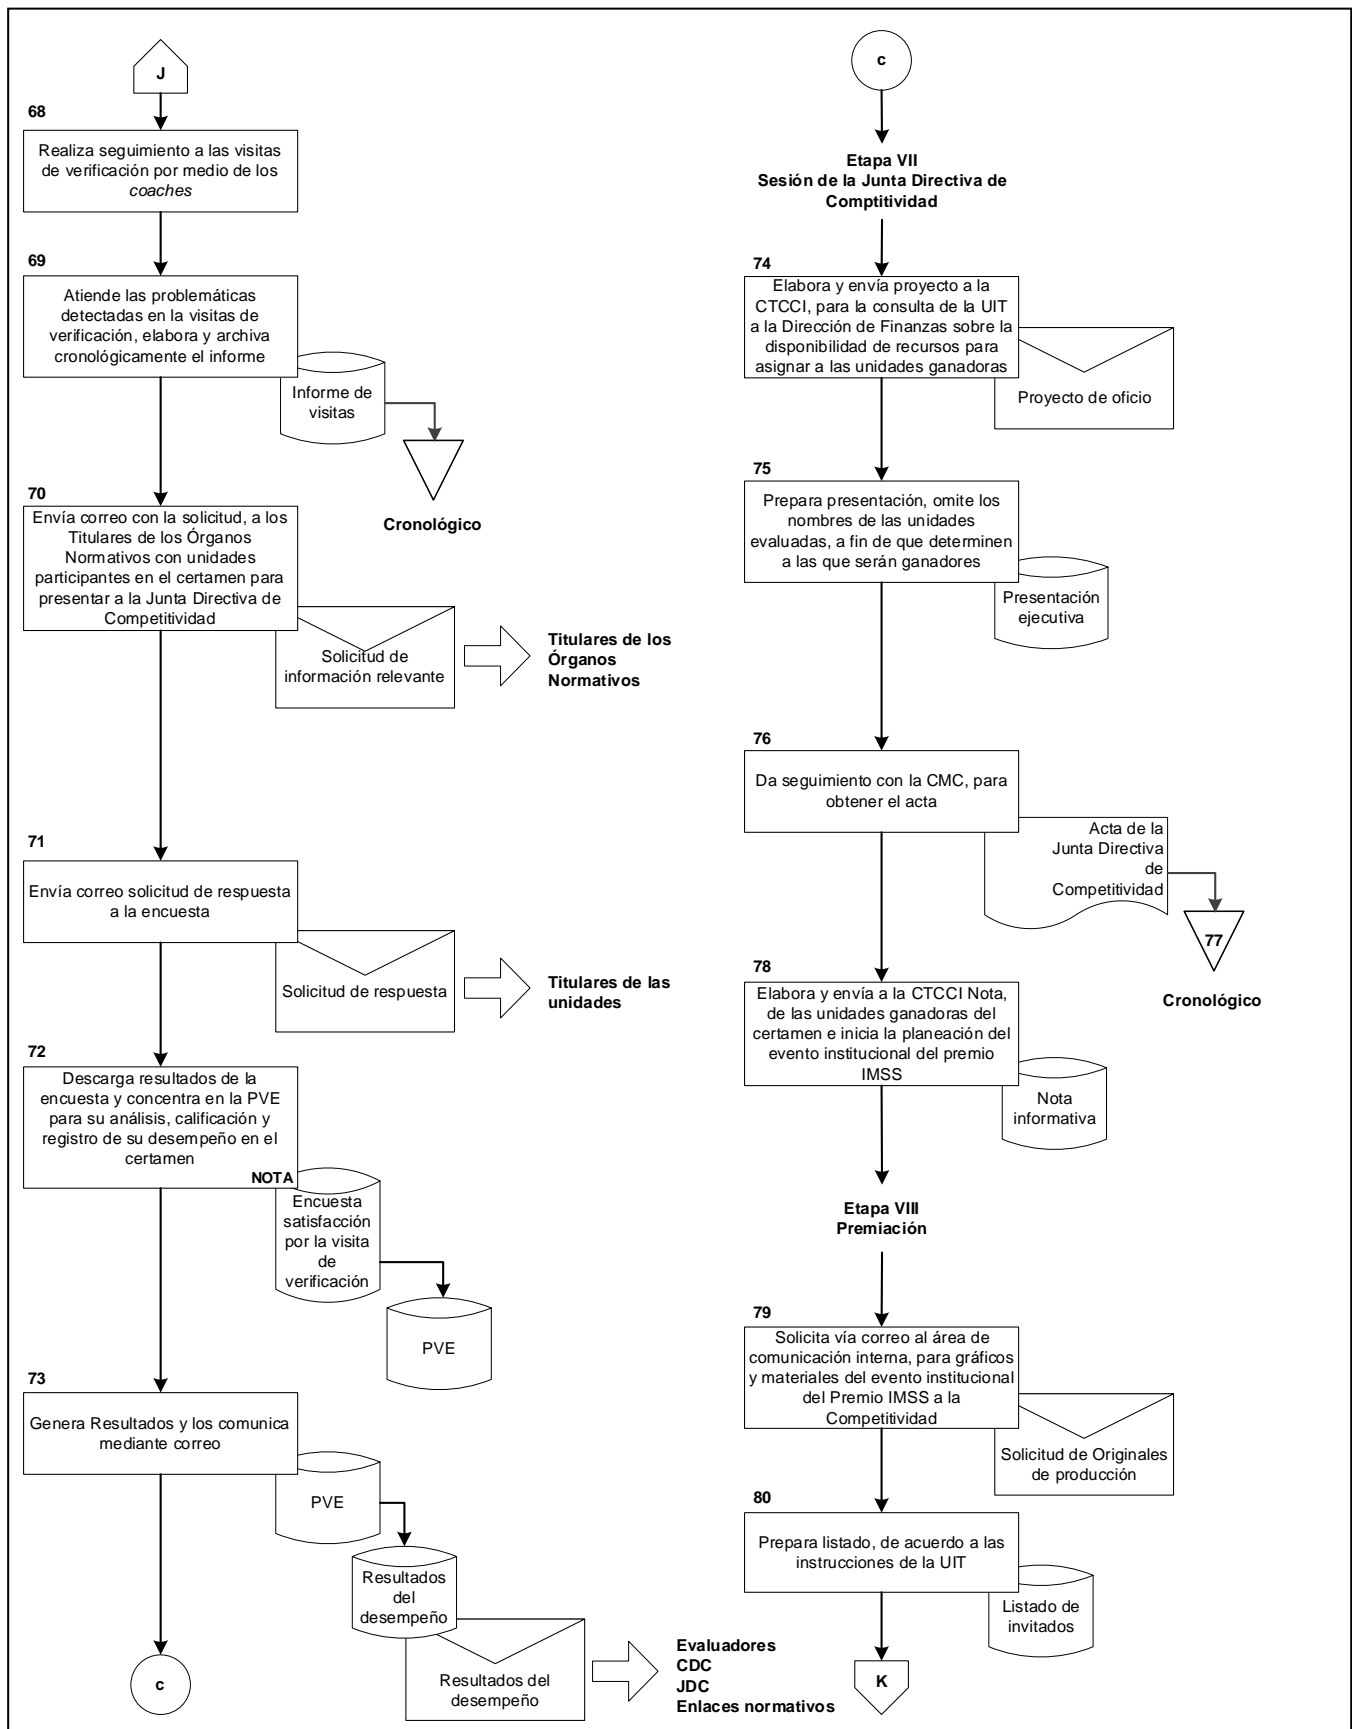 J
68
Realiza seguimiento a las visitas
de verificación por medio de los
coaches
69
Atiende las problemáticas
detectadas en la visitas de
verificación, elabora y archiva
cronológicamente el informe
Informe de
visitas
Cronológico
70
Envía correo con la solicitud, a los
Titulares de los Órganos
Normativos con unidades
participantes en el certamen para
presentar a la Junta Directiva de
Competitividad
Solicitud de
información relevante
Titulares de los
Órganos
Normativos
71
Envía correo solicitud de respuesta
a la encuesta
Solicitud de respuesta
Titulares de las
unidades
72
Descarga resultados de la
encuesta y concentra en la PVE
para su análisis, calificación y
registro de su desempeño en el
certamen
NOTA
Encuesta
satisfacción
por la visita
de
verificación
PVE
73
Genera Resultados y los comunica
mediante correo
PVE
Resultados
del
desempeño
Resultados del
desempeño
Evaluadores
CDC
JDC
Enlaces normativos
c
c
Etapa VII
Sesión de la Junta Directiva de
Comptitividad
74
Elabora y envía proyecto a la
CTCCI, para la consulta de la UIT
a la Dirección de Finanzas sobre la
disponibilidad de recursos para
asignar a las unidades ganadoras
Proyecto de oficio
75
Prepara presentación, omite los
nombres de las unidades
evaluadas, a fin de que determinen
a las que serán ganadores
Presentación
ejecutiva
76
Da seguimiento con la CMC, para
obtener el acta
Acta de la
Junta Directiva
de
Competitividad
77
Cronológico
78
Elabora y envía a la CTCCI Nota,
de las unidades ganadoras del
certamen e inicia la planeación del
evento institucional del premio
IMSS
Nota
informativa
Etapa VIII
Premiación
79
Solicita vía correo al área de
comunicación interna, para gráficos
y materiales del evento institucional
del Premio IMSS a la
Competitividad
Solicitud de Originales
de producción
80
Prepara listado, de acuerdo a las
instrucciones de la UIT
Listado de
invitados
K